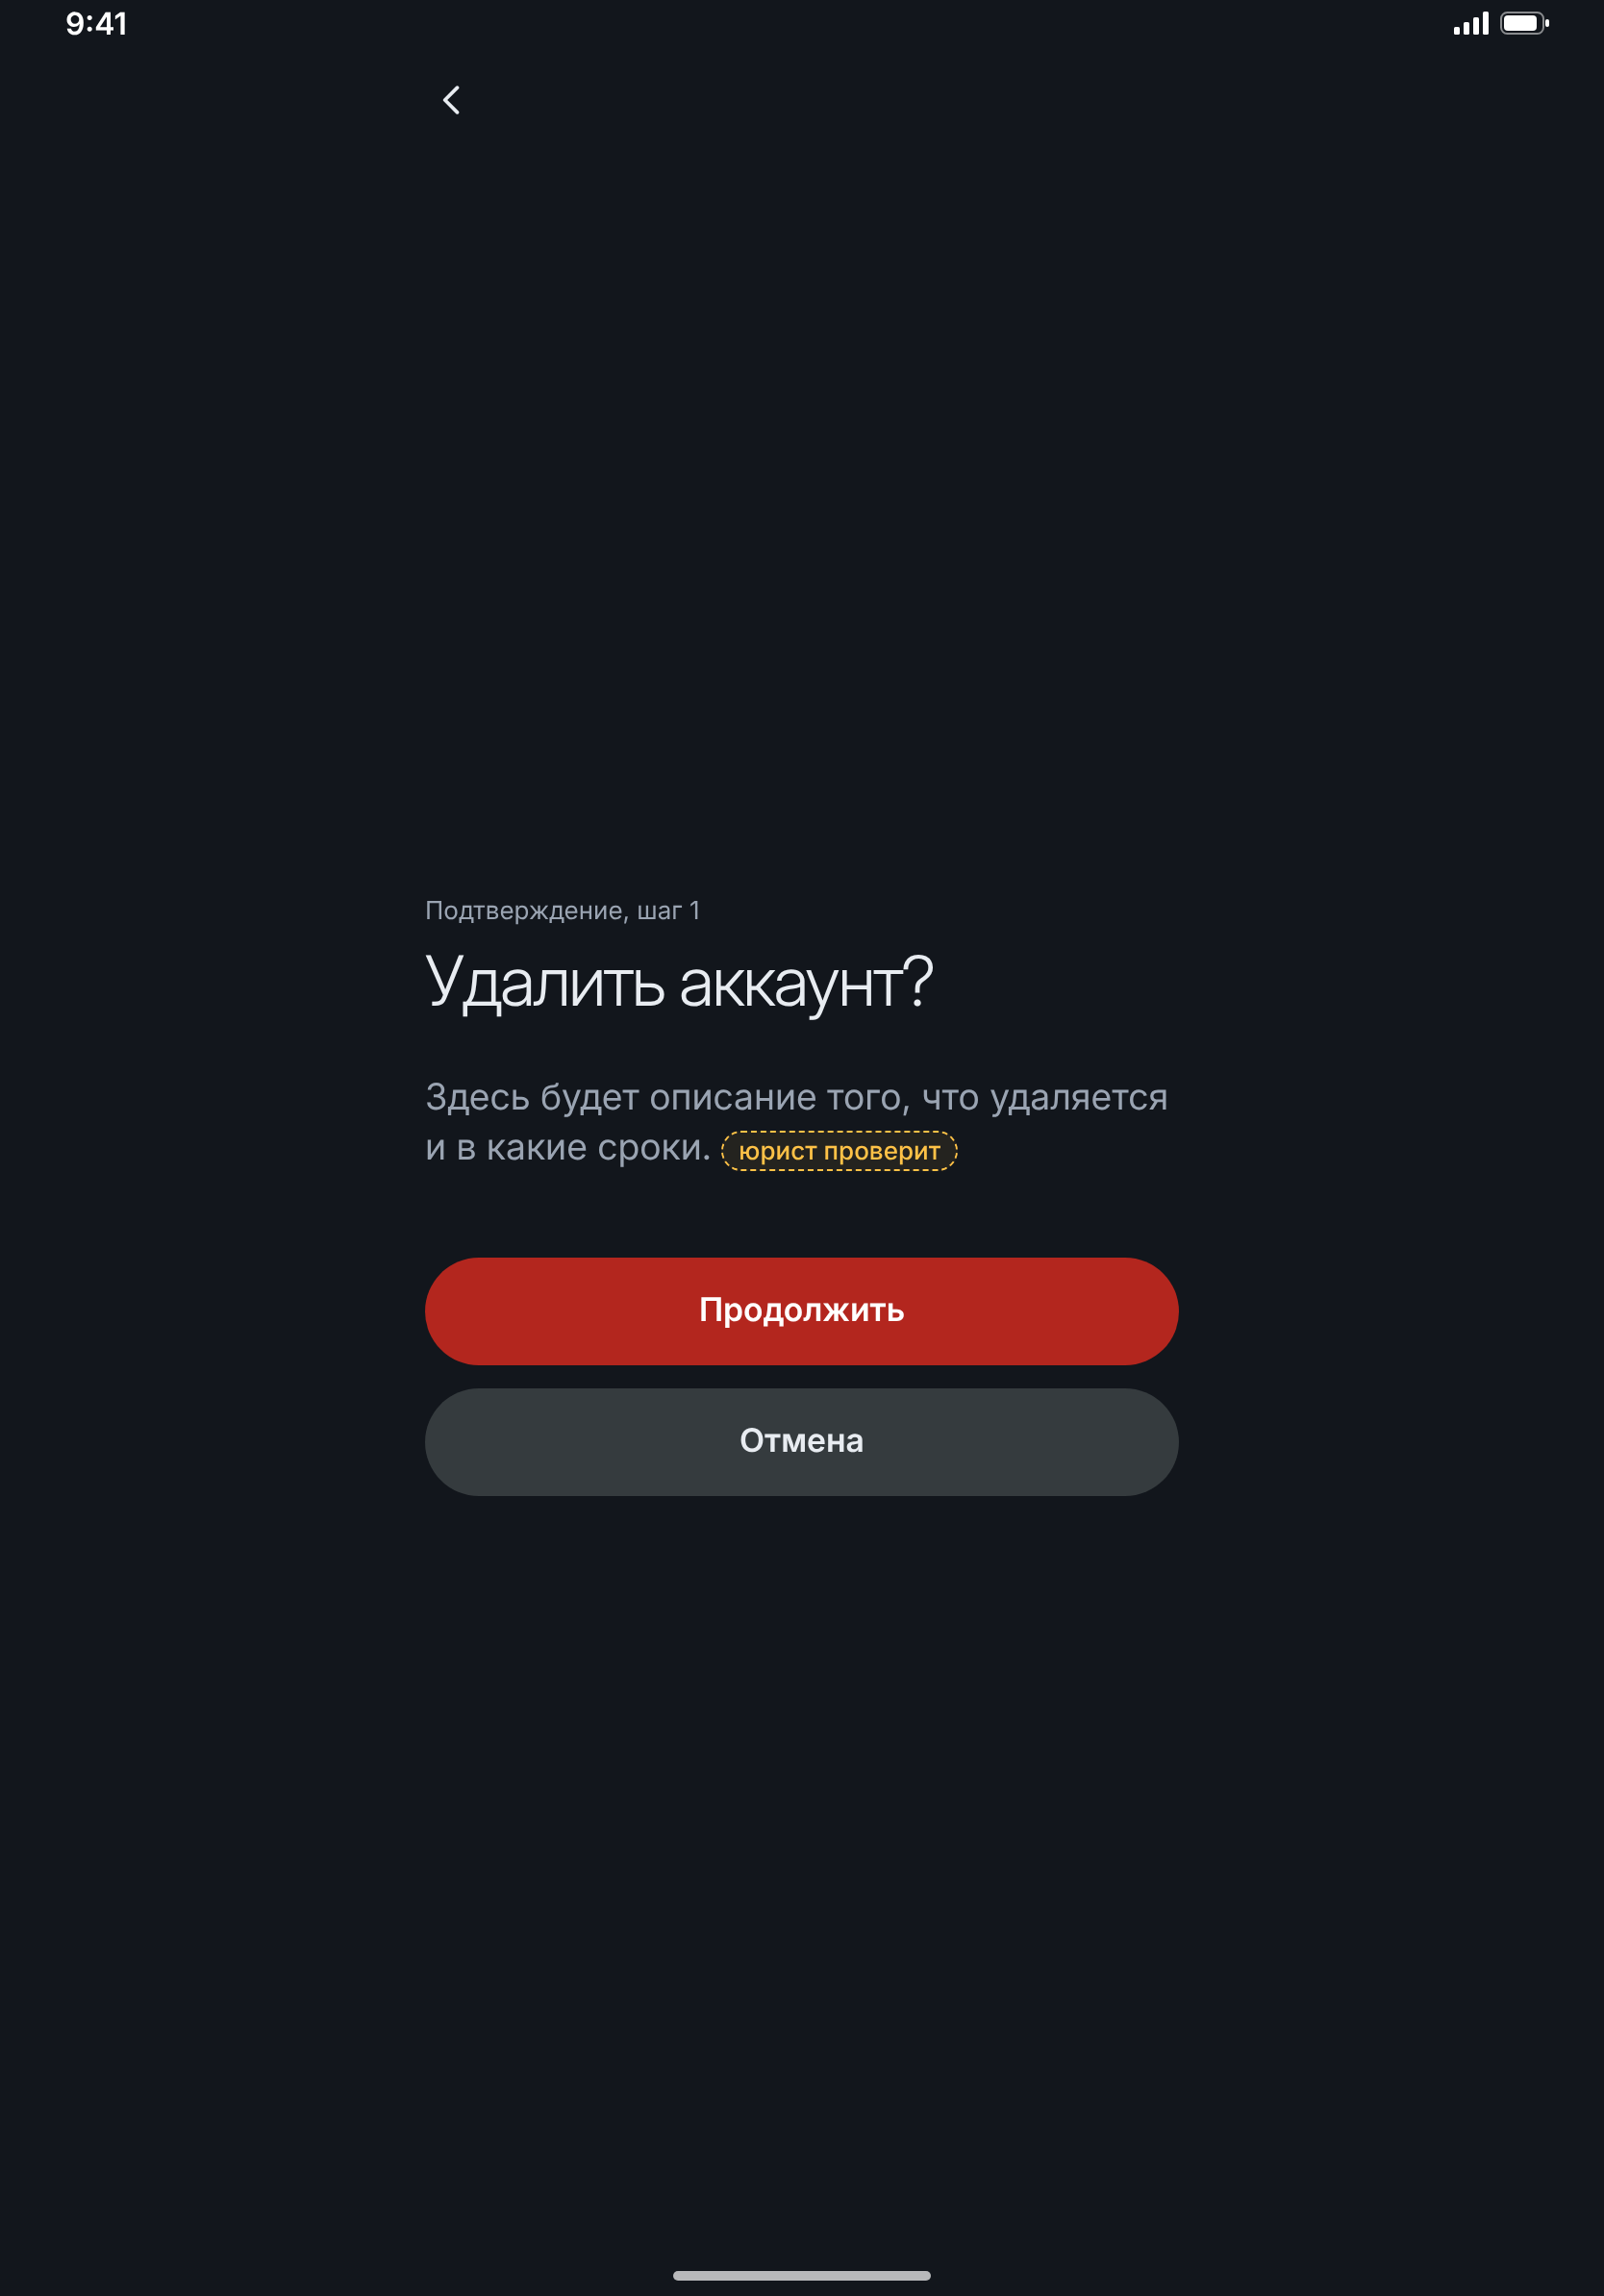 9:41
Подтверждение, шаг 1
Удалить аккаунт?
Здесь будет описание того, что удаляется
и в какие сроки. юрист проверит
Продолжить
Отмена